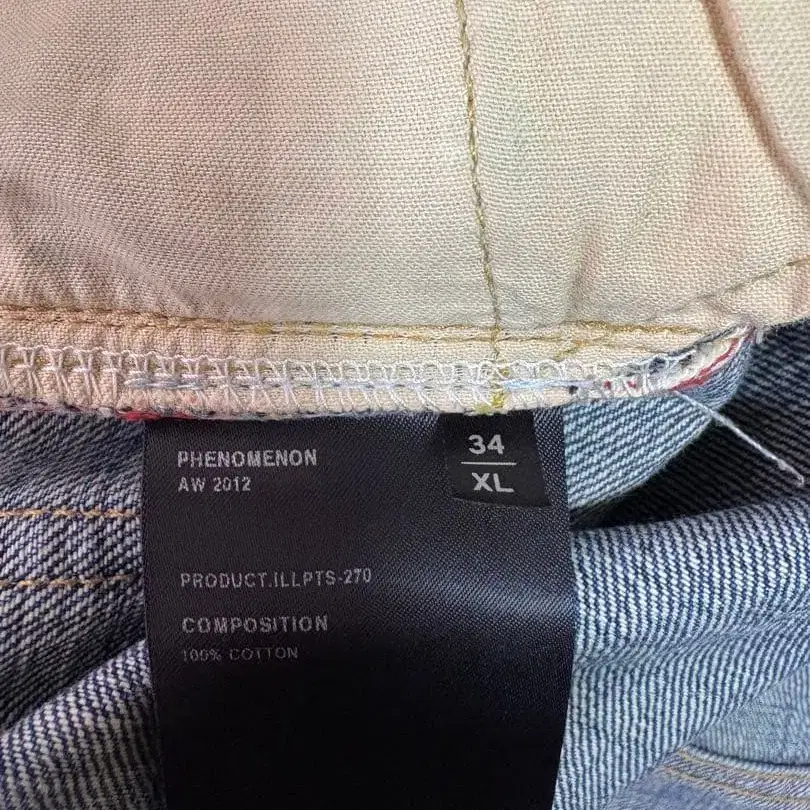 PHENOMENON
AW 2012
34
XL
PRODUCT.ILLPTS-270
COMPOSITION
100% COTTON